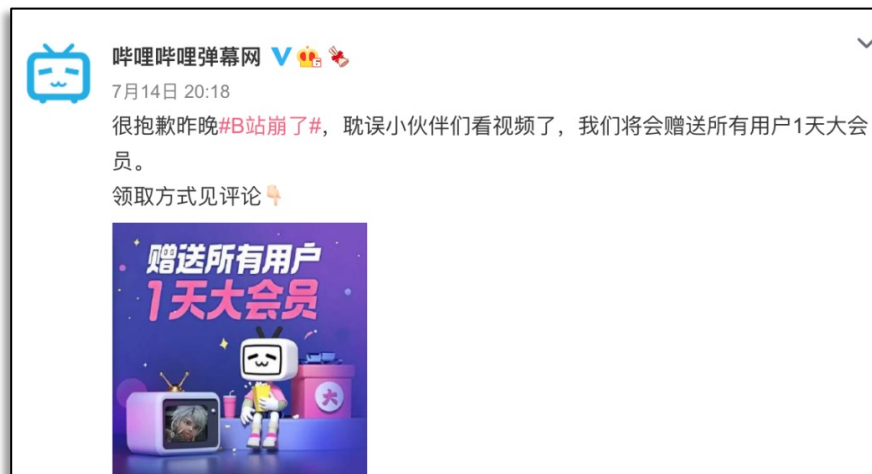 哔哩哔哩弹幕网
7月14日 20:18
很抱歉昨晚#B站崩了#，耽误小伙伴们看视频了，我们将会赠送所有用户1天大会
员。
领取方式见评论👇🏻
赠送所有用户
1天大会员
大